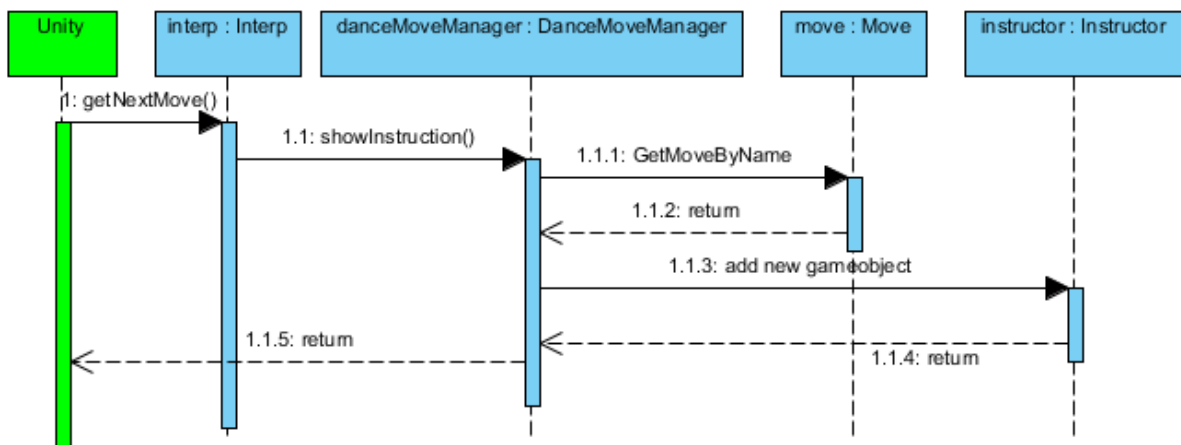 Unity
interp : Interp
danceMoveManager : DanceMoveManager
move : Move
instructor : Instructor
1: getNextMove()
1.1: showInstruction()
1.1.1: GetMoveByName
1.1.2: return
1.1.3: add new gameobject
1.1.5: return
1.1.4: return